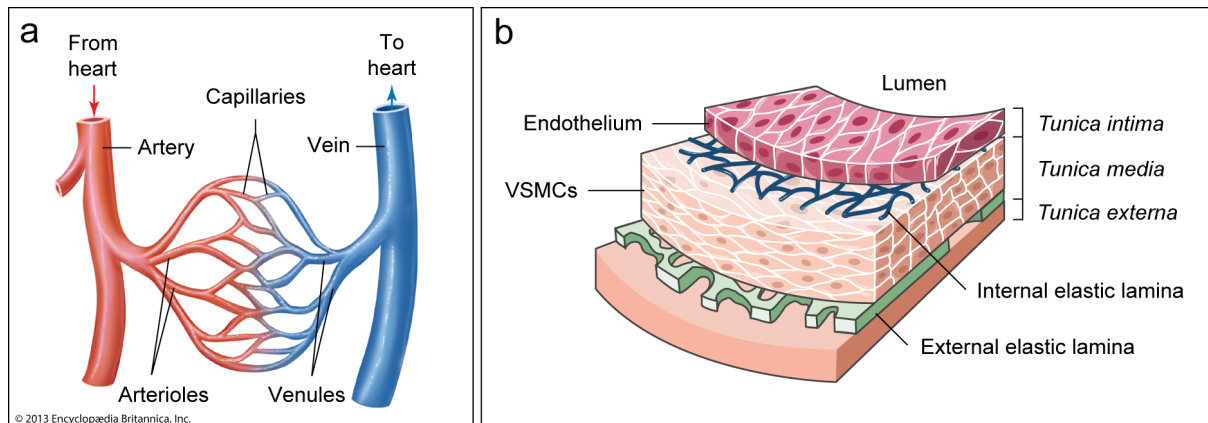 a
From
heart
To
heart
Capillaries
Artery
Vein
Arterioles
Venules
© 2013 Encyclopædia Britannica, Inc.
b
Lumen
Endothelium
Tunica intima
Tunica media
VSMCs
Tunica externa
Internal elastic lamina
External elastic lamina